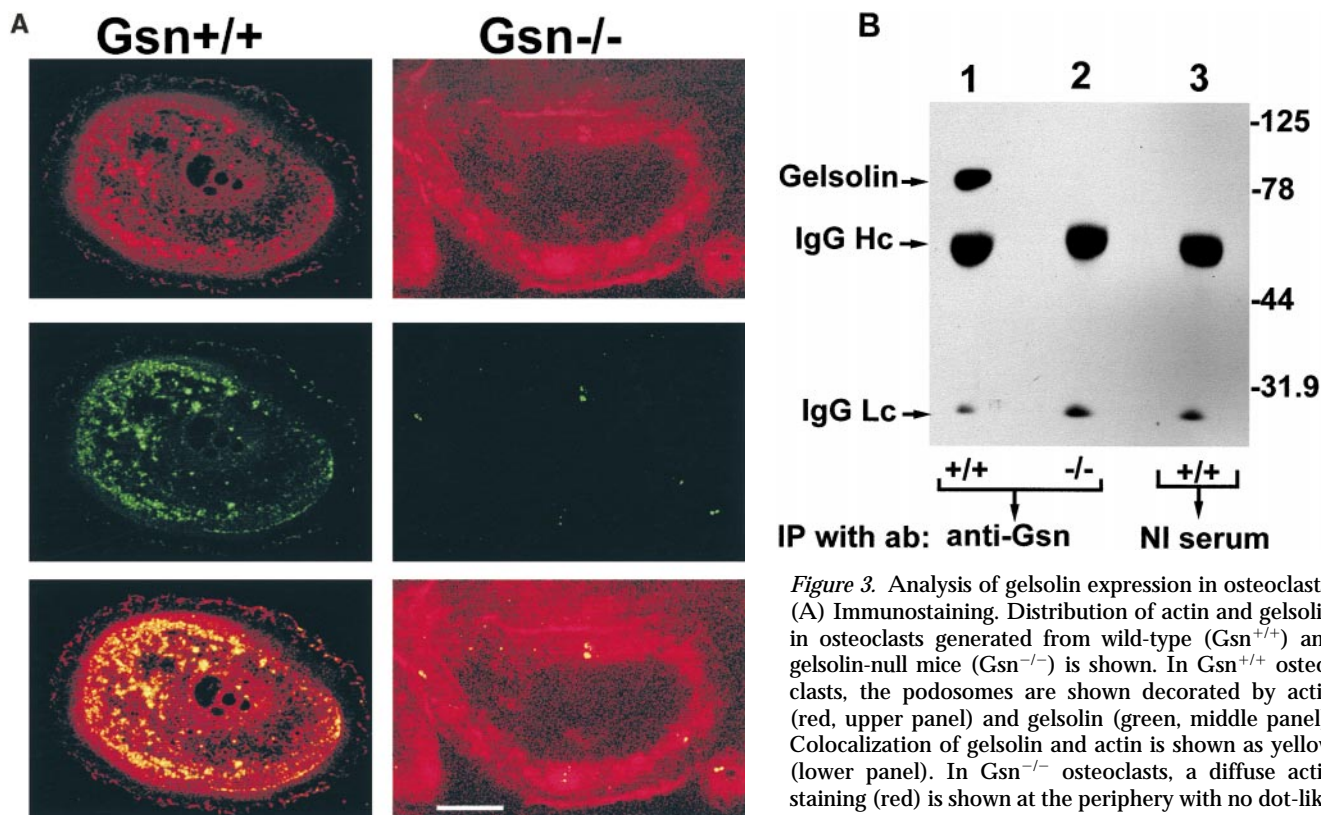 A
Gsn+/+
Gsn-/-
B
1 2 3
-125
Gelsolin
-78
IgG Hc
-44
-31.9
IgG Lc
+/+ -/- +/+
IP with ab: anti-Gsn NI serum
Figure 3. Analysis of gelsolin expression in osteoclast
(A) Immunostaining. Distribution of actin and gelsoli
in osteoclasts generated from wild-type (Gsn+/+) an
gelsolin-null mice (Gsn−/−) is shown. In Gsn+/+ osteo
clasts, the podosomes are shown decorated by acti
(red, upper panel) and gelsolin (green, middle panel
Colocalization of gelsolin and actin is shown as yellow
(lower panel). In Gsn−/− osteoclasts, a diffuse acti
staining (red) is shown at the periphery with no dot-lik